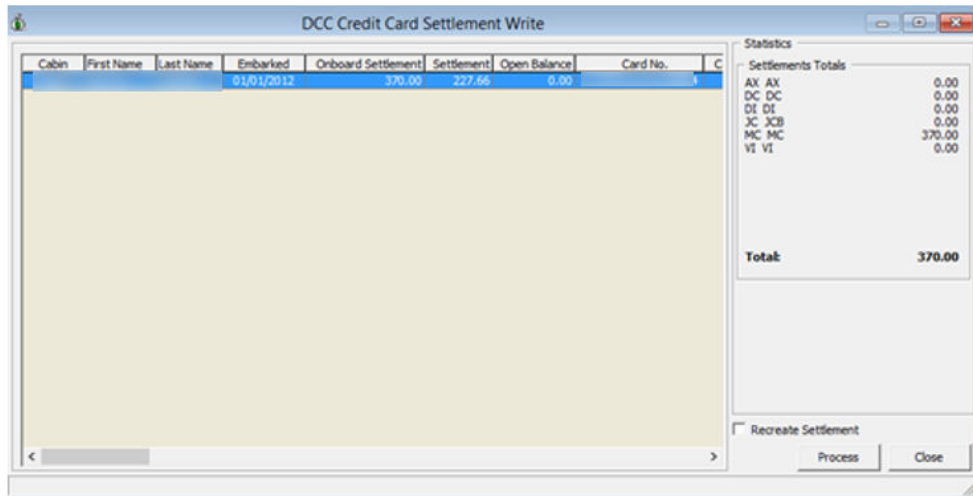 DCC Credit Card Settlement Write
Cabin First Name Last Name Embarked Onboard Settlement Settlement Open Balance Card No. C
01/01/2012 370.00 227.66 0.00
Statistics
Settlements Totals
AX AX 0.00
DC DC 0.00
DI DI 0.00
JC JCB 0.00
MC MC 370.00
VI VI 0.00
Total: 370.00
Recreate Settlement
Process Close